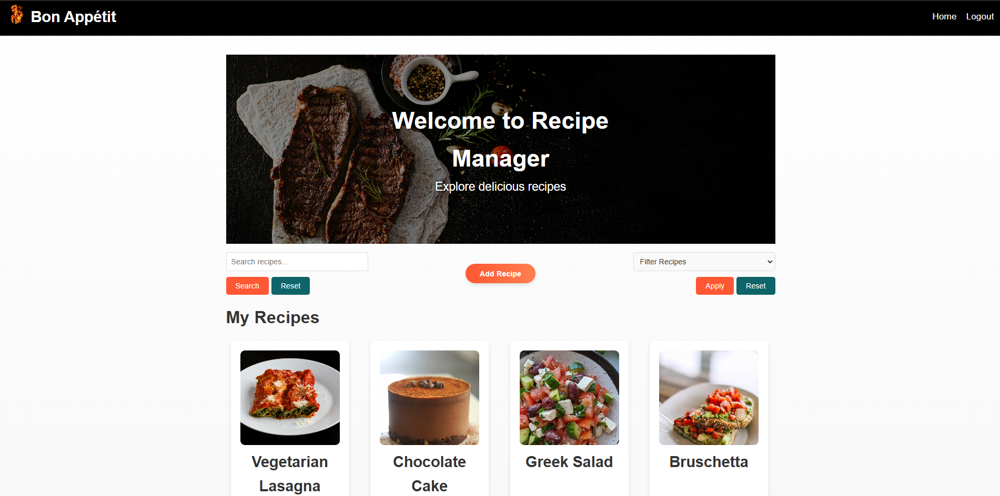 Bon Appétit
Home Logout
Welcome to Recipe
Manager
Explore delicious recipes
Search recipes...
Filter Recipes
Add Recipe
Search Reset
Apply Reset
My Recipes
Vegetarian
Lasagna
Chocolate
Cake
Greek Salad
Bruschetta